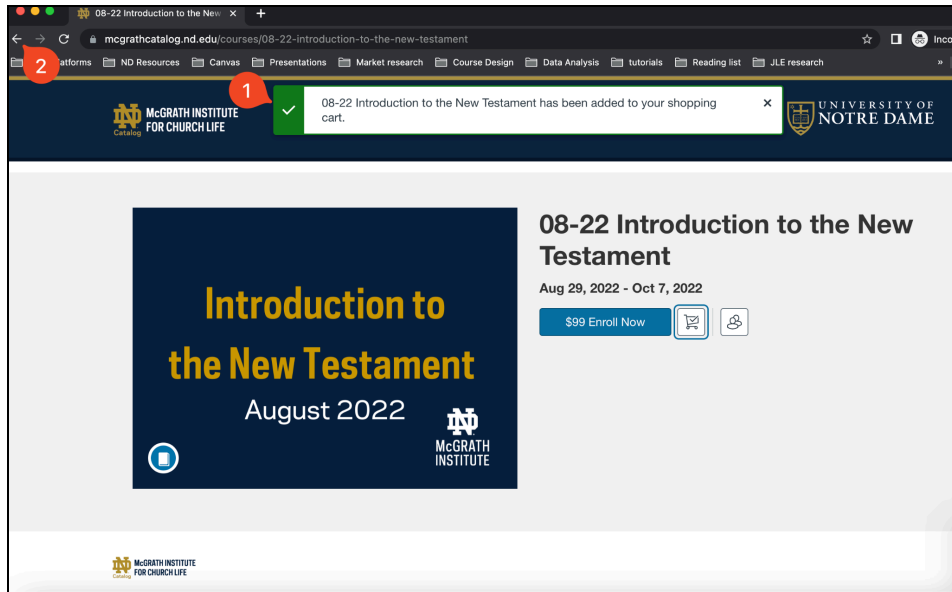 08-22 Introduction to the New
mcgrathcatalog.nd.edu/courses/08-22-introduction-to-the-new-testament
Inco
2
atforms ND Resources Canvas Presentations Market research Course Design Data Analysis tutorials Reading list JLE research »
1
Catalog
McGRATH INSTITUTE
FOR CHURCH LIFE
08-22 Introduction to the New Testament has been added to your shopping
cart.
UNIVERSITY OF
NOTRE DAME
Introduction to
the New Testament
August 2022
ND
McGRATH
INSTITUTE
08-22 Introduction to the New
Testament
Aug 29, 2022 - Oct 7, 2022
$99 Enroll Now
Catalog
McGRATH INSTITUTE
FOR CHURCH LIFE